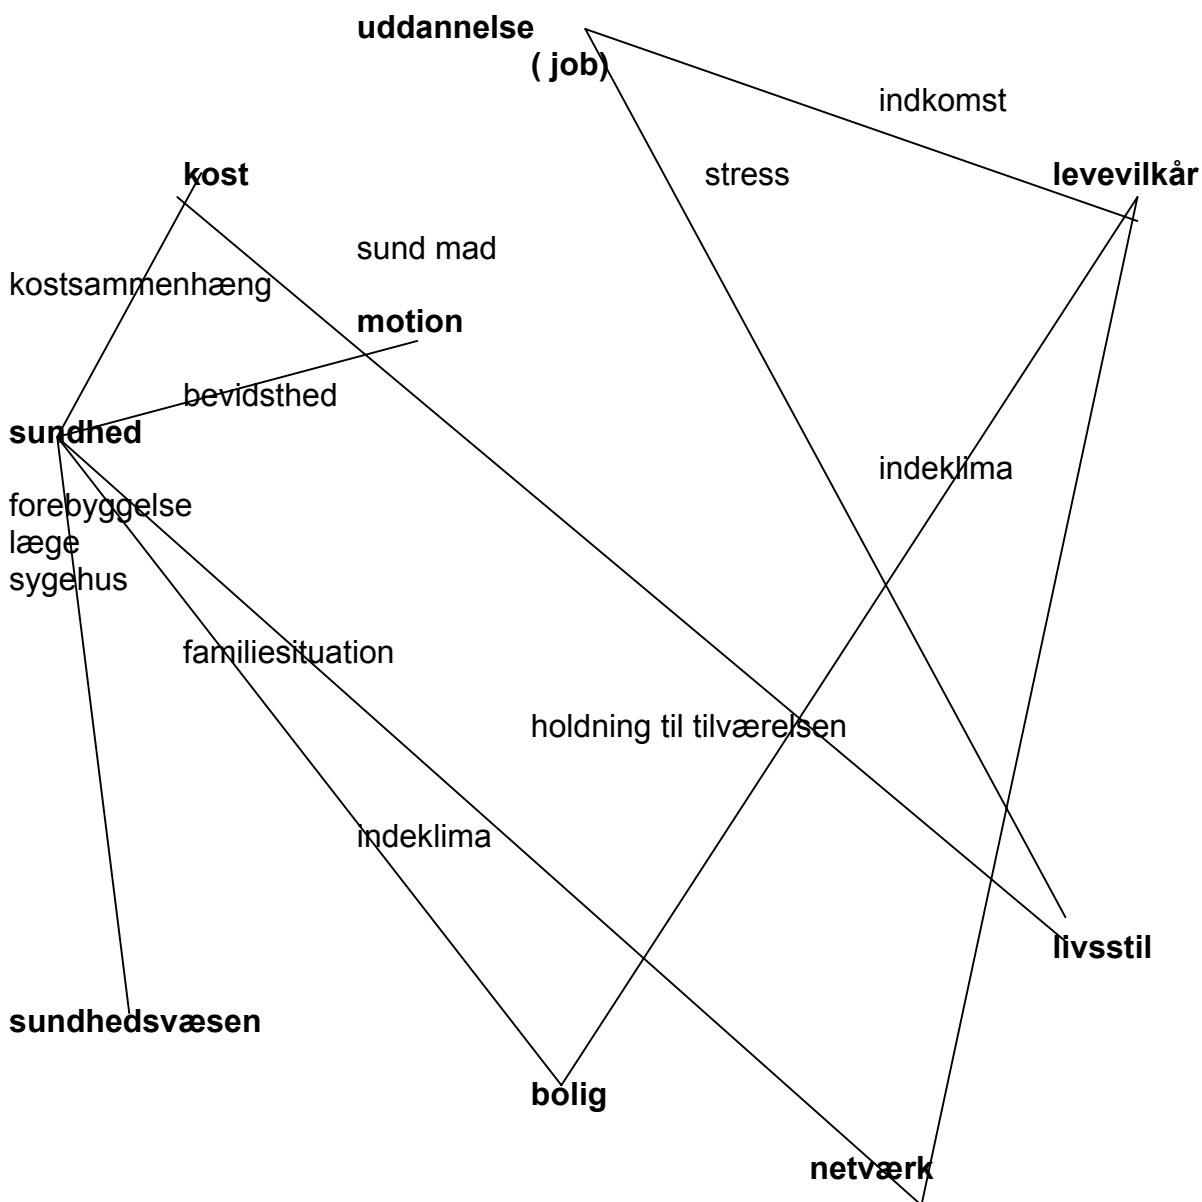 uddannelse
( job)
indkomst
kost
stress
levevilkår
sund mad
kostsammenhæng
motion
bevidsthed
sundhed
indeklima
forebyggelse
læge
sygehus
familiesituation
holdning til tilværelsen
indeklima
livsstil
sundhedsvæsen
bolig
netværk